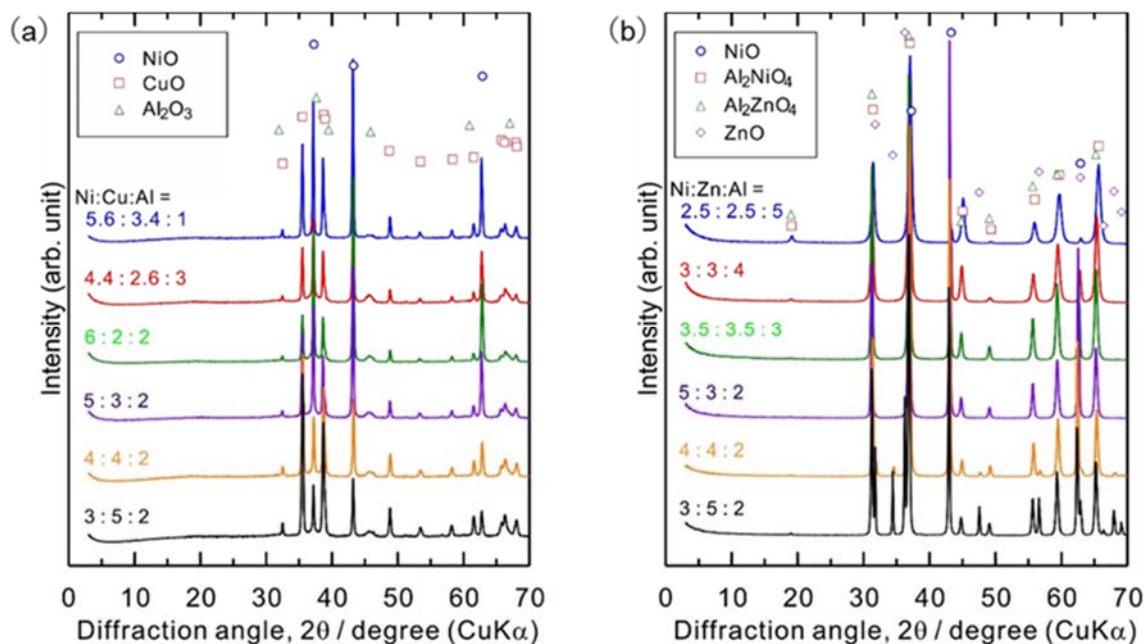 (a)
NiO
CuO
Al₂O₃
Ni:Cu:Al =
5.6 : 3.4 : 1
4.4 : 2.6 : 3
6 : 2 : 2
5 : 3 : 2
4 : 4 : 2
3 : 5 : 2
Intensity (arb. unit)
0 10 20 30 40 50 60 70
Diffraction angle, 2θ / degree (CuKα)
(b)
NiO
Al₂NiO₄
Al₂ZnO₄
ZnO
Ni:Zn:Al =
2.5 : 2.5 : 5
3 : 3 : 4
3.5 : 3.5 : 3
5 : 3 : 2
4 : 4 : 2
3 : 5 : 2
Intensity (arb. unit)
0 10 20 30 40 50 60 70
Diffraction angle, 2θ / degree (CuKα)